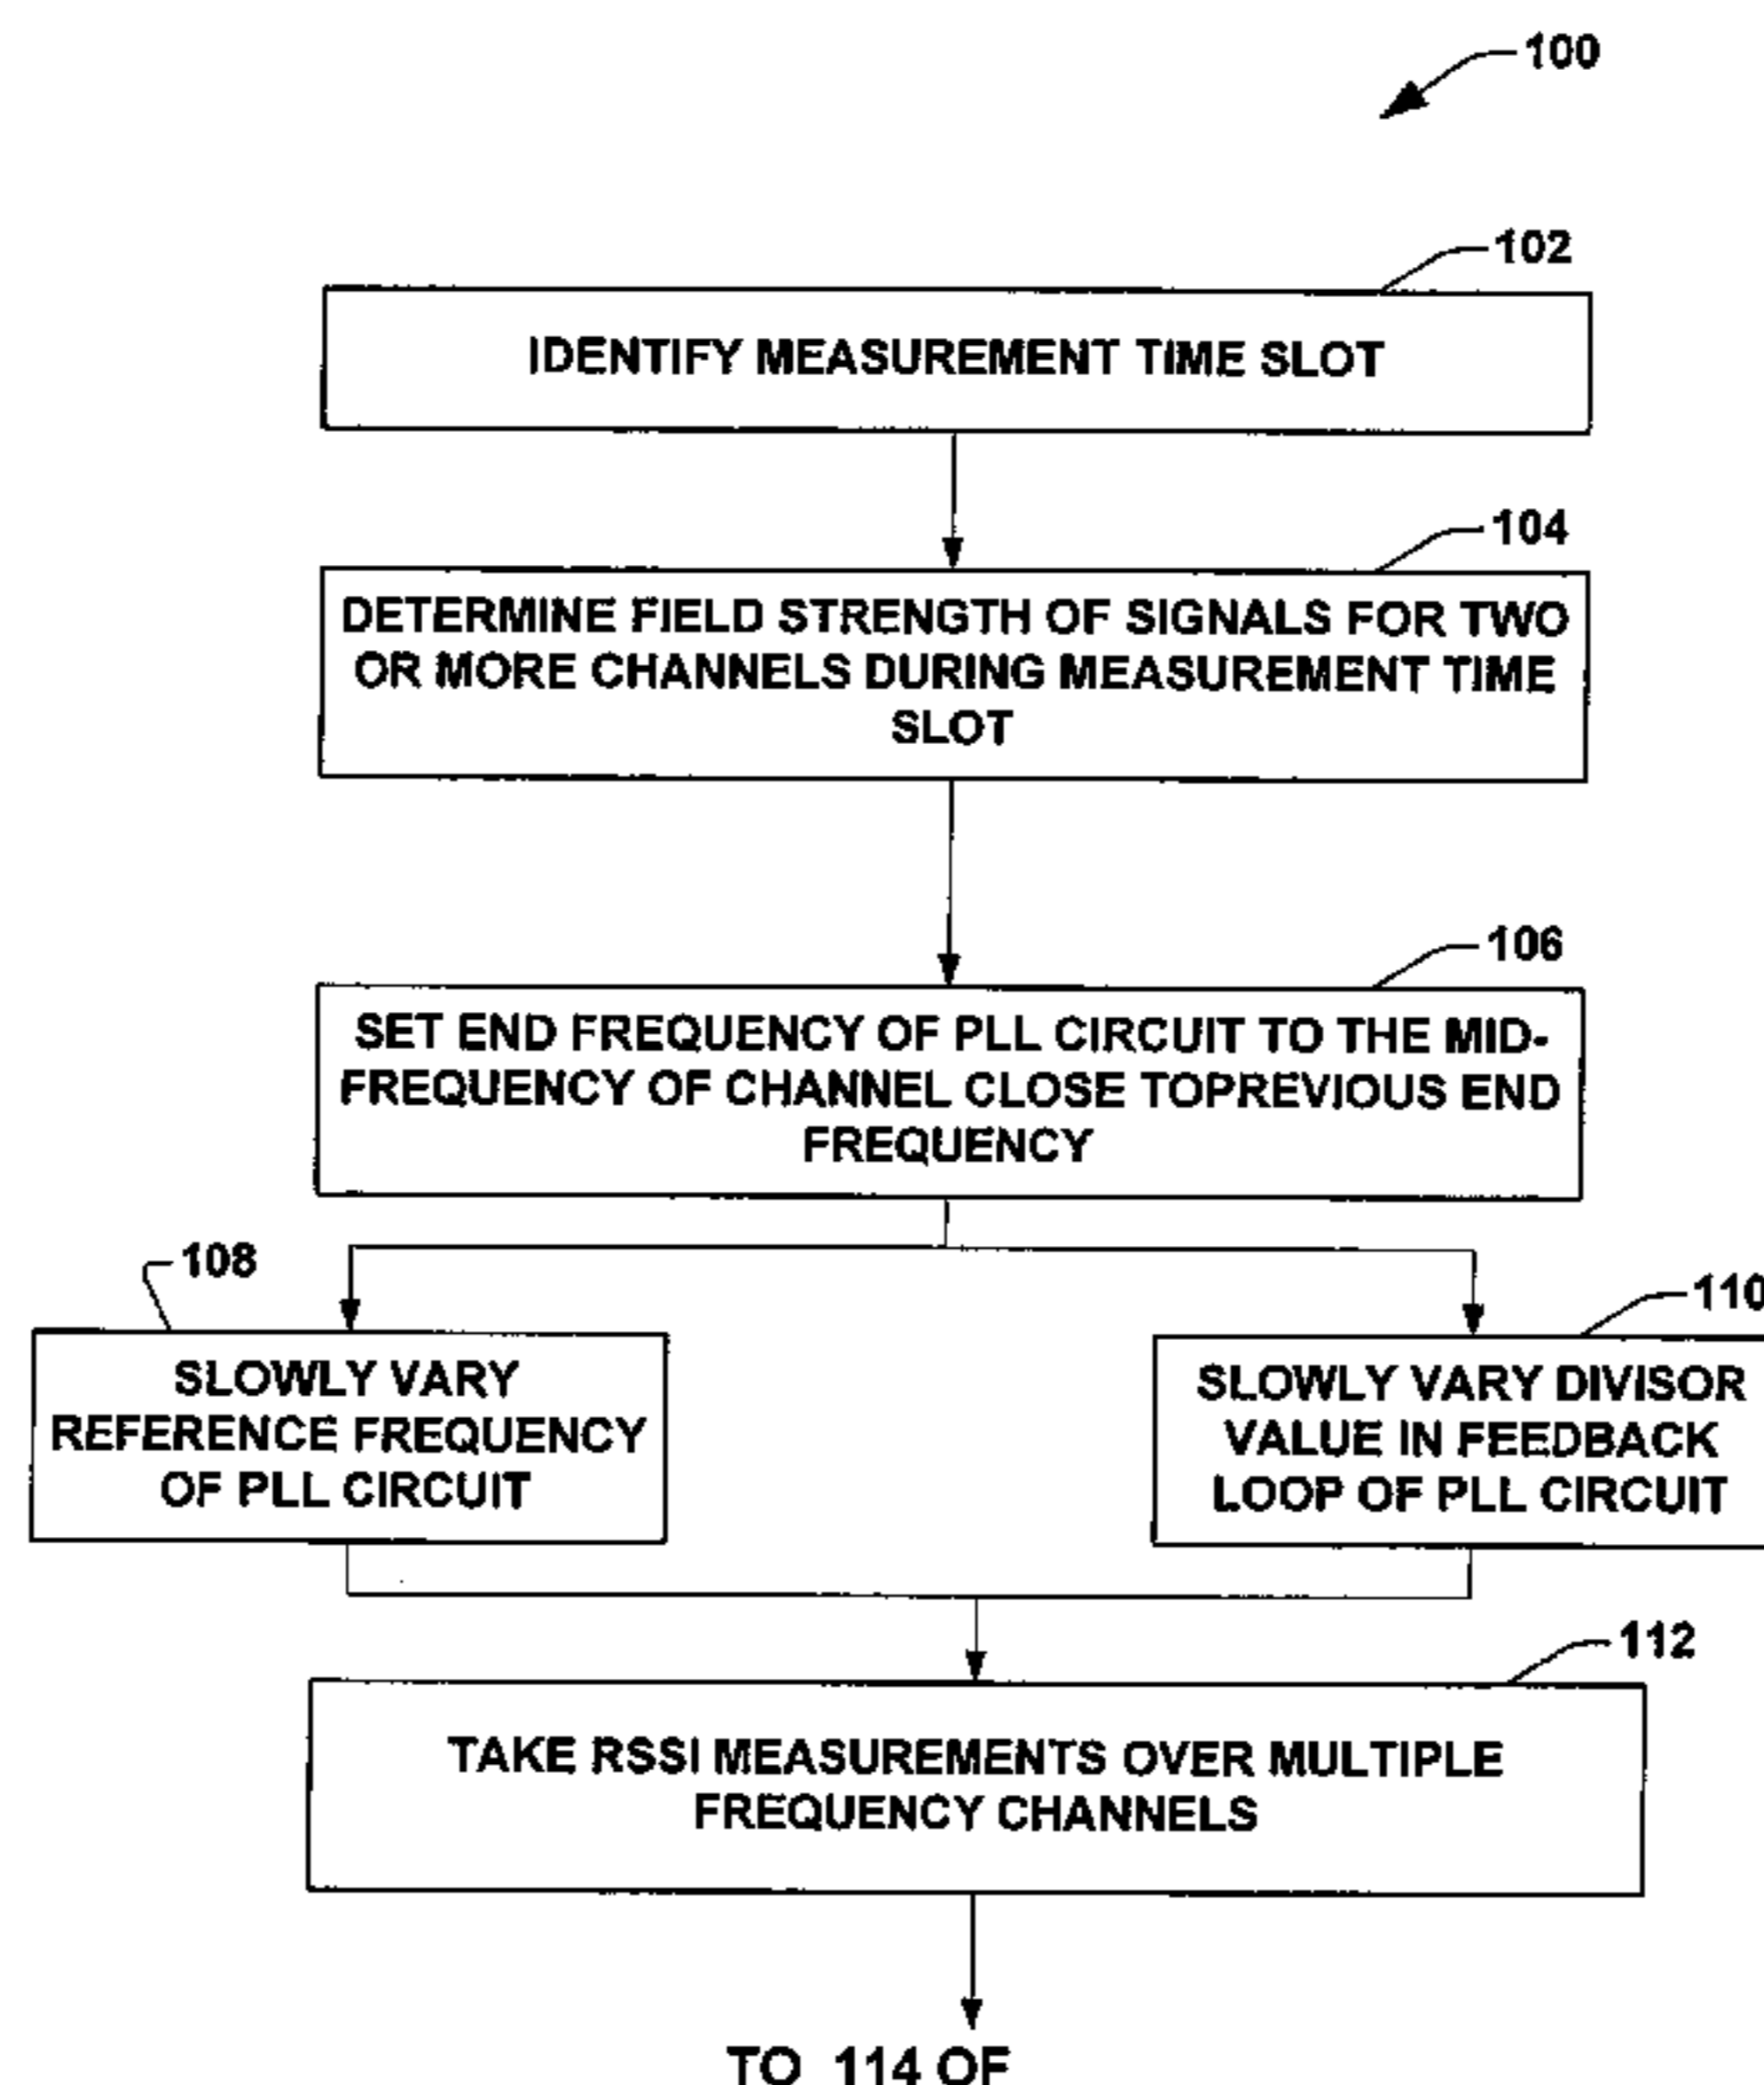 100
102
IDENTIFY MEASUREMENT TIME SLOT
104
DETERMINE FIELD STRENGTH OF SIGNALS FOR TWO
OR MORE CHANNELS DURING MEASUREMENT TIME
SLOT
106
SET END FREQUENCY OF PLL CIRCUIT TO THE MID-
FREQUENCY OF CHANNEL CLOSE TOPREVIOUS END
FREQUENCY
108
SLOWLY VARY
REFERENCE FREQUENCY
OF PLL CIRCUIT
110
SLOWLY VARY DIVISOR
VALUE IN FEEDBACK
LOOP OF PLL CIRCUIT
112
TAKE RSSI MEASUREMENTS OVER MULTIPLE
FREQUENCY CHANNELS
TO 114 OF